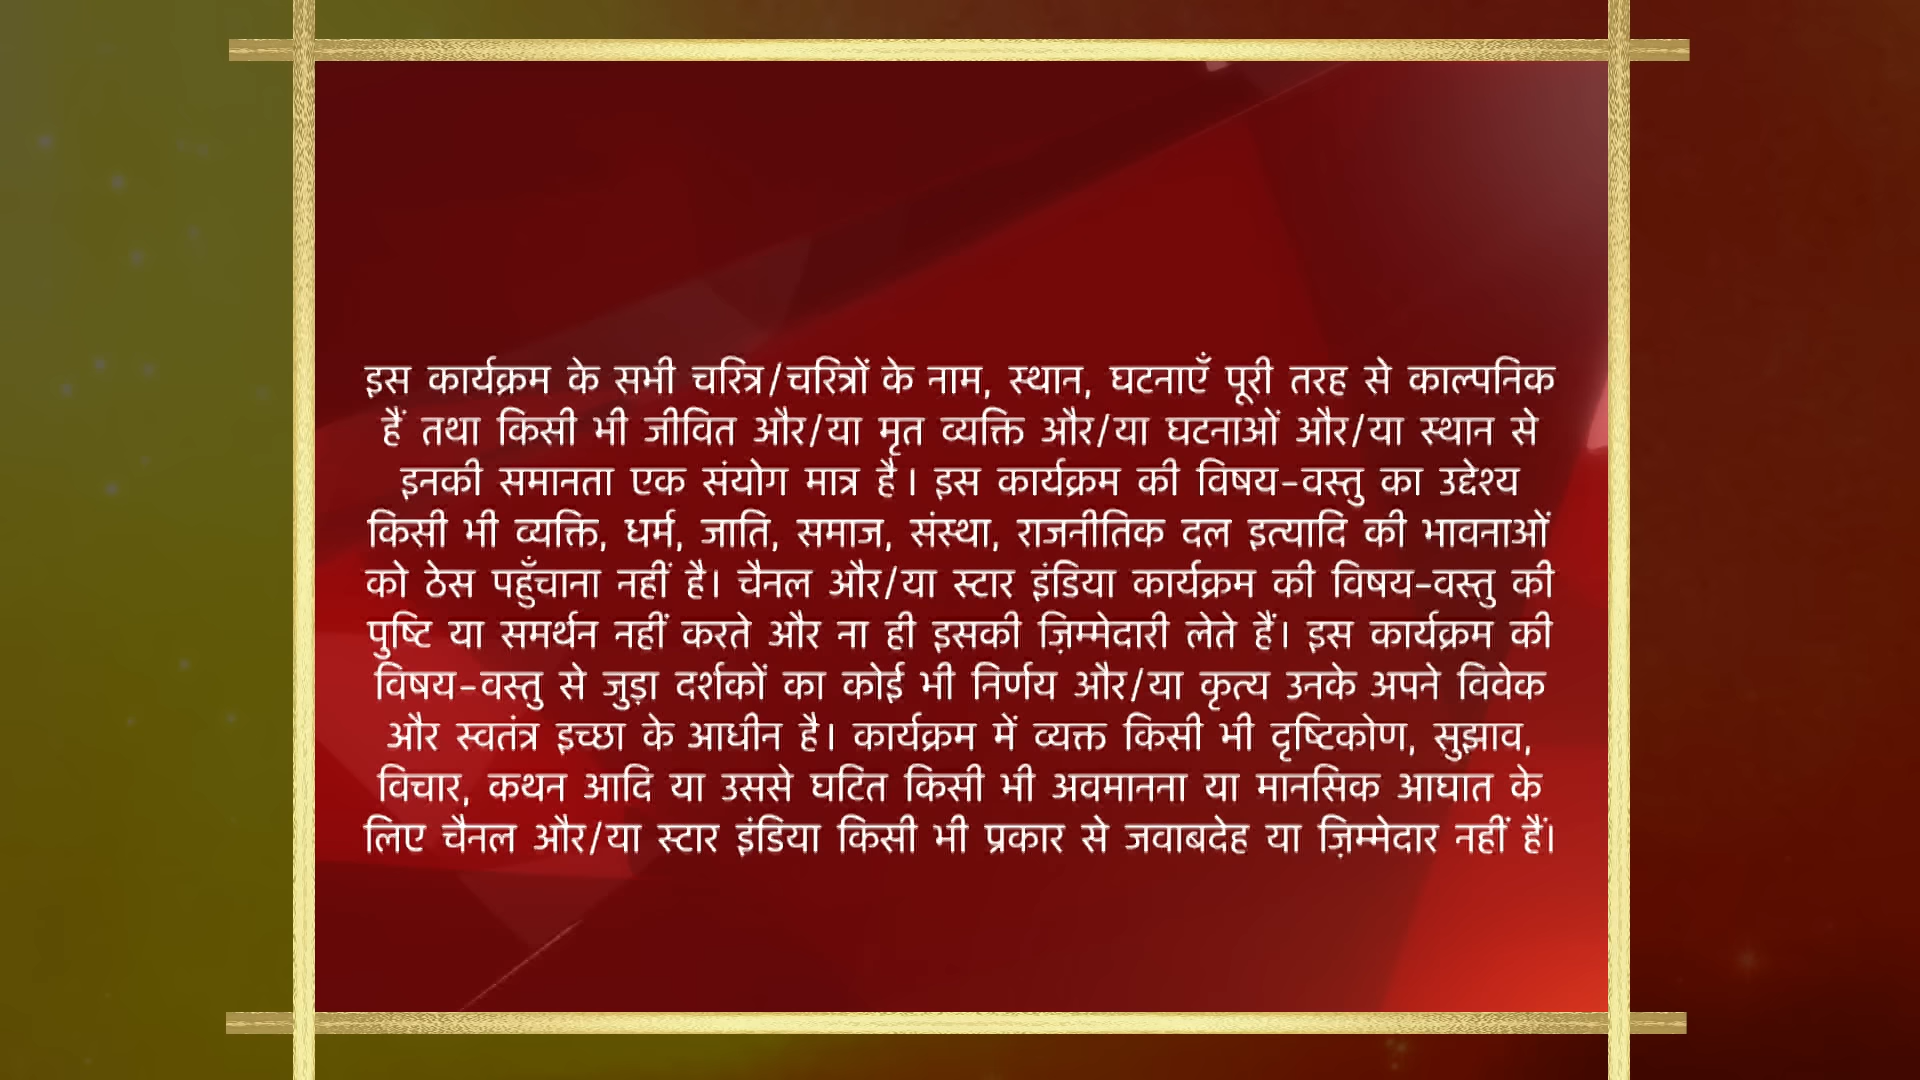 इस कार्यक्रम के सभी चरित्र/चरित्रों के नाम, स्थान, घटनाएँ पूरी तरह से काल्पनिक
हैं तथा किसी भी जीवित और/या मृत व्यक्ति और/या घटनाओं और/या स्थान से
इनकी समानता एक संयोग मात्र है। इस कार्यक्रम की विषय-वस्तु का उद्देश्य
किसी भी व्यक्ति, धर्म, जाति, समाज, संस्था, राजनीतिक दल इत्यादि की भावनाओं
को ठेस पहुँचाना नहीं है। चैनल और/या स्टार इंडिया कार्यक्रम की विषय-वस्तु की
पुष्टि या समर्थन नहीं करते और ना ही इसकी ज़िम्मेदारी लेते हैं। इस कार्यक्रम की
विषय-वस्तु से जुड़ा दर्शकों का कोई भी निर्णय और/या कृत्य उनके अपने विवेक
और स्वतंत्र इच्छा के आधीन है। कार्यक्रम में व्यक्त किसी भी दृष्टिकोण, सुझाव,
विचार, कथन आदि या उससे घटित किसी भी अवमानना या मानसिक आघात के
लिए चैनल और/या स्टार इंडिया किसी भी प्रकार से जवाबदेह या ज़िम्मेदार नहीं हैं।